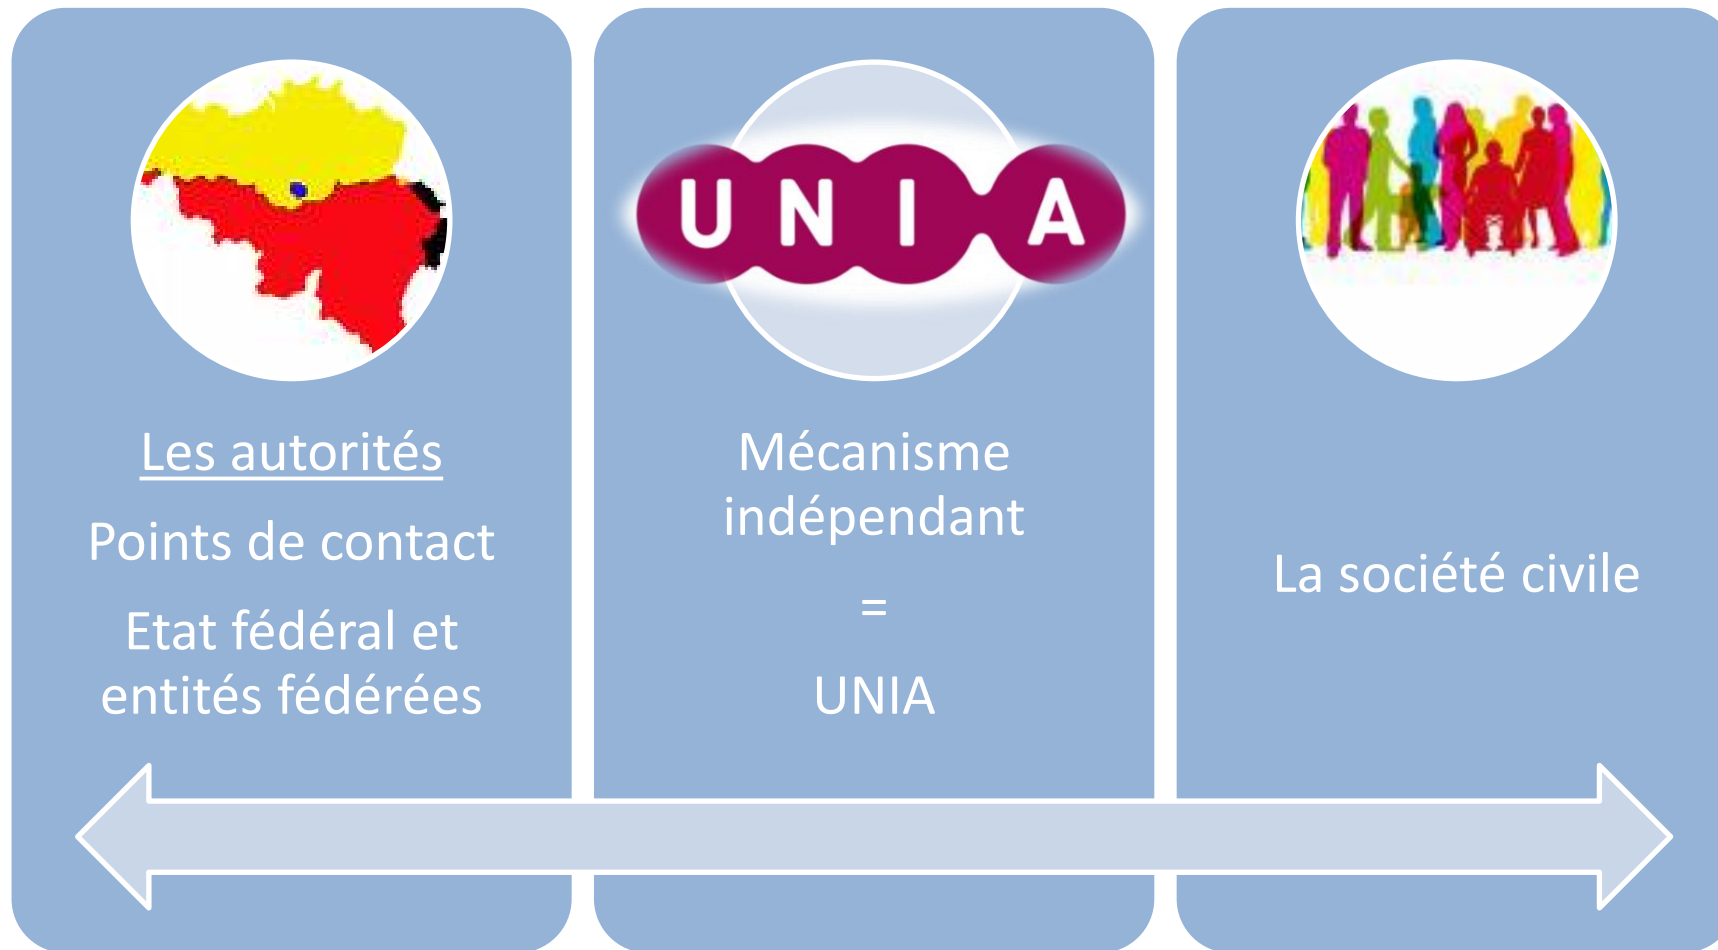 Les autorités
Points de contact
Etat fédéral et
entités fédérées
UNIA
Mécanisme
indépendant
=
UNIA
La société civile